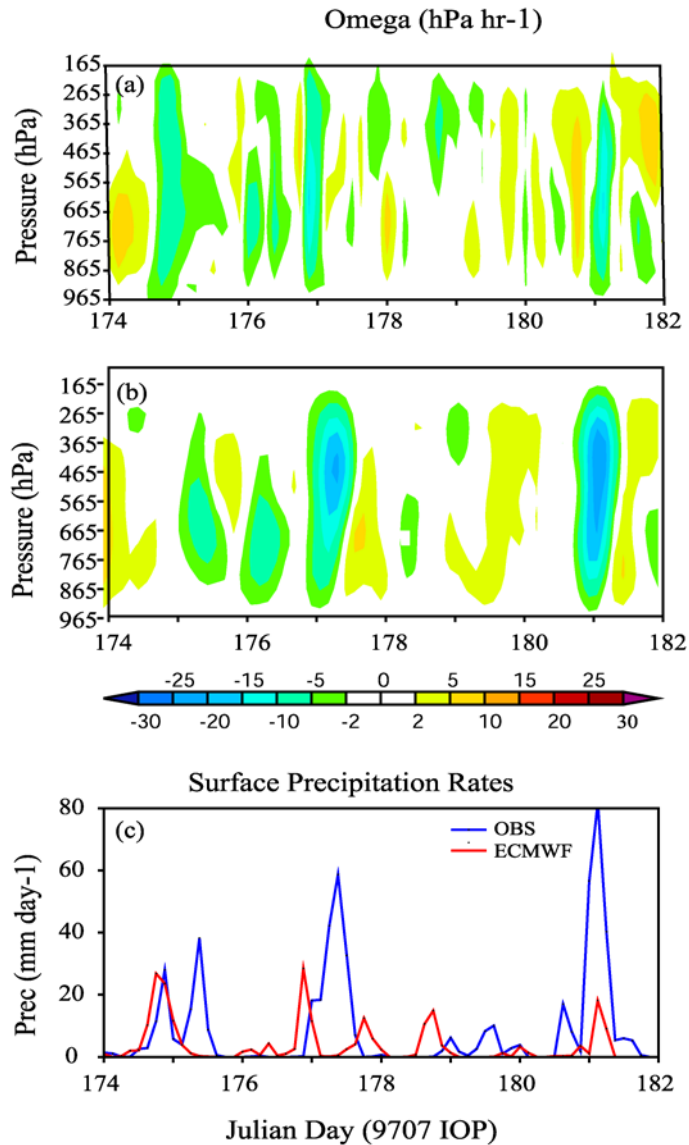 Omega (hPa hr-1)
(a)
Pressure (hPa)
165
265
365
465
565
665
765
865
965
174 176 178 180 182
(b)
Pressure (hPa)
165
265
365
465
565
665
765
865
965
174 176 178 180 182
-25 -15 -5 0 5 15 25
-30 -20 -10 -2 2 10 20 30
Surface Precipitation Rates
(c)
OBS
ECMWF
Prec (mm day-1)
80
60
40
20
0
174 176 178 180 182
Julian Day (9707 IOP)